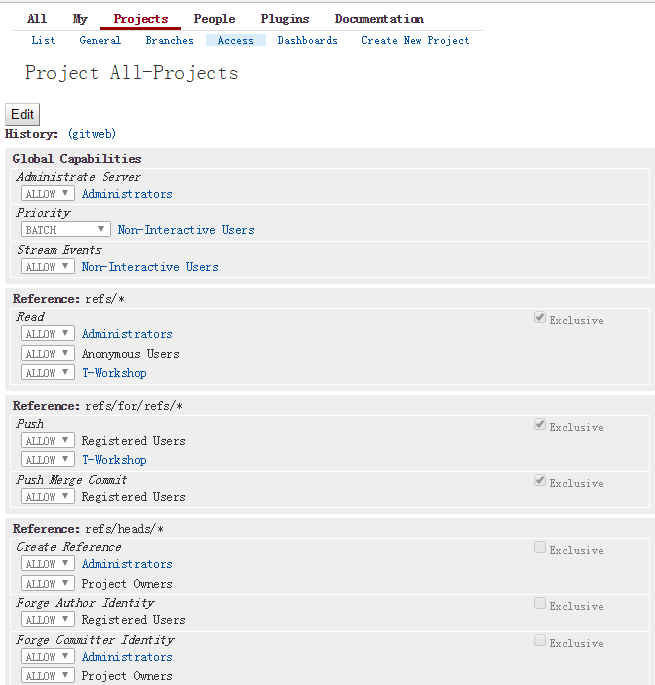 All My Projects People Plugins Documentation
List General Branches Access Dashboards Create New Project
Project All-Projects
Edit
History: (gitweb)
Global Capabilities
Administrate Server
ALLOW Administrators
Priority
BATCH Non-Interactive Users
Stream Events
ALLOW Non-Interactive Users
Reference: refs/*
Read Exclusive
ALLOW Administrators
ALLOW Anonymous Users
ALLOW T-Workshop
Reference: refs/for/refs/*
Push Exclusive
ALLOW Registered Users
ALLOW T-Workshop
Push Merge Commit Exclusive
ALLOW Registered Users
Reference: refs/heads/*
Create Reference Exclusive
ALLOW Administrators
ALLOW Project Owners
Forge Author Identity Exclusive
ALLOW Registered Users
Forge Committer Identity Exclusive
ALLOW Administrators
ALLOW Project Owners